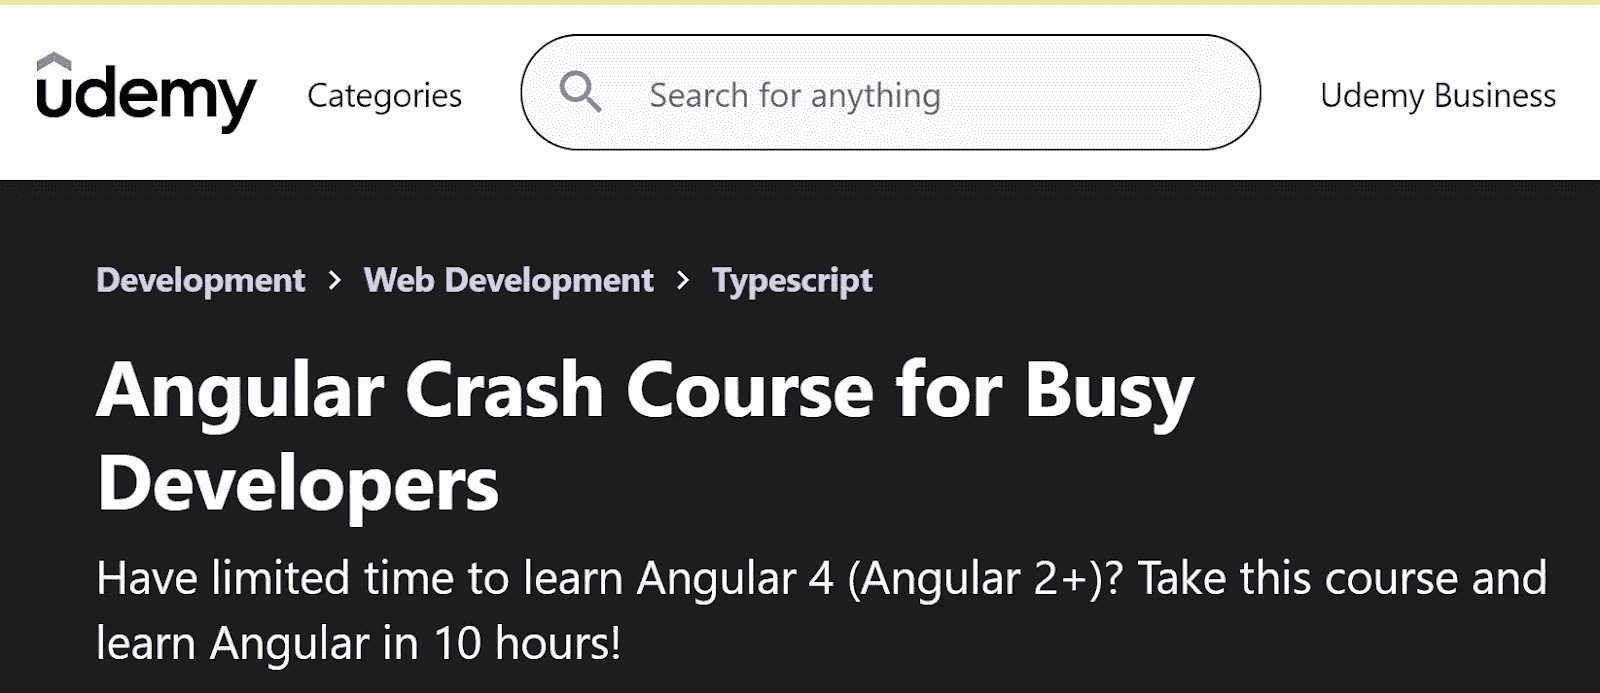 udemy Categories Search for anything Udemy Business
Development > Web Development > Typescript
Angular Crash Course for Busy
Developers
Have limited time to learn Angular 4 (Angular 2+)? Take this course and
learn Angular in 10 hours!